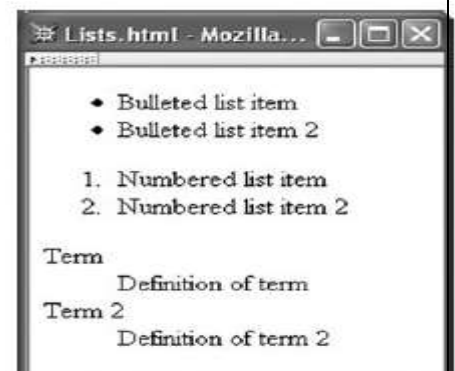 Lists.html - Mozilla...
• Bulleted list item
• Bulleted list item 2
1. Numbered list item
2. Numbered list item 2
Term
Definition of term
Term 2
Definition of term 2